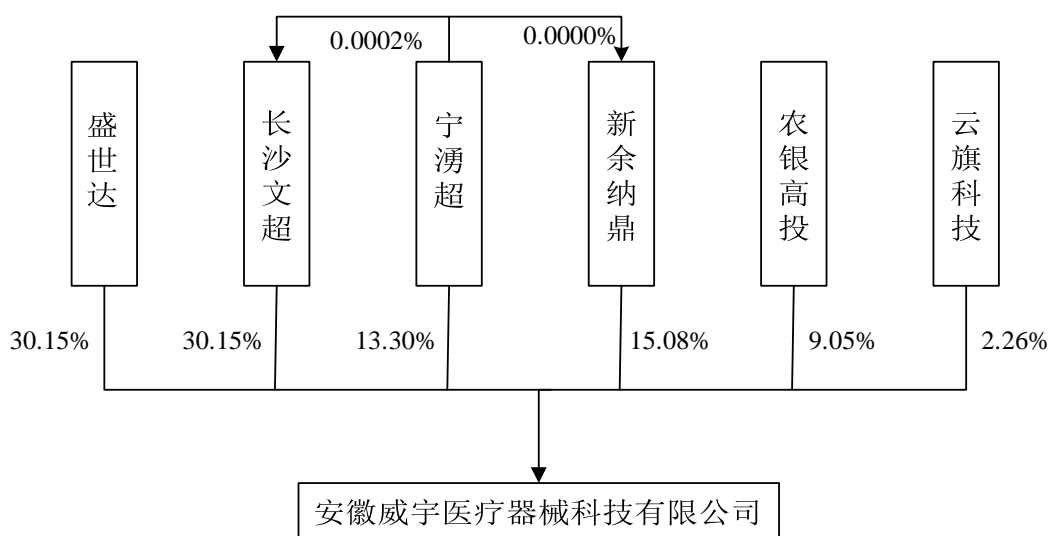 0.0002%
0.0000%
盛世达
长沙文超
宁湧超
新余纳鼎
农银高投
云旗科技
30.15%
30.15%
13.30%
15.08%
9.05%
2.26%
安徽威宇医疗器械科技有限公司